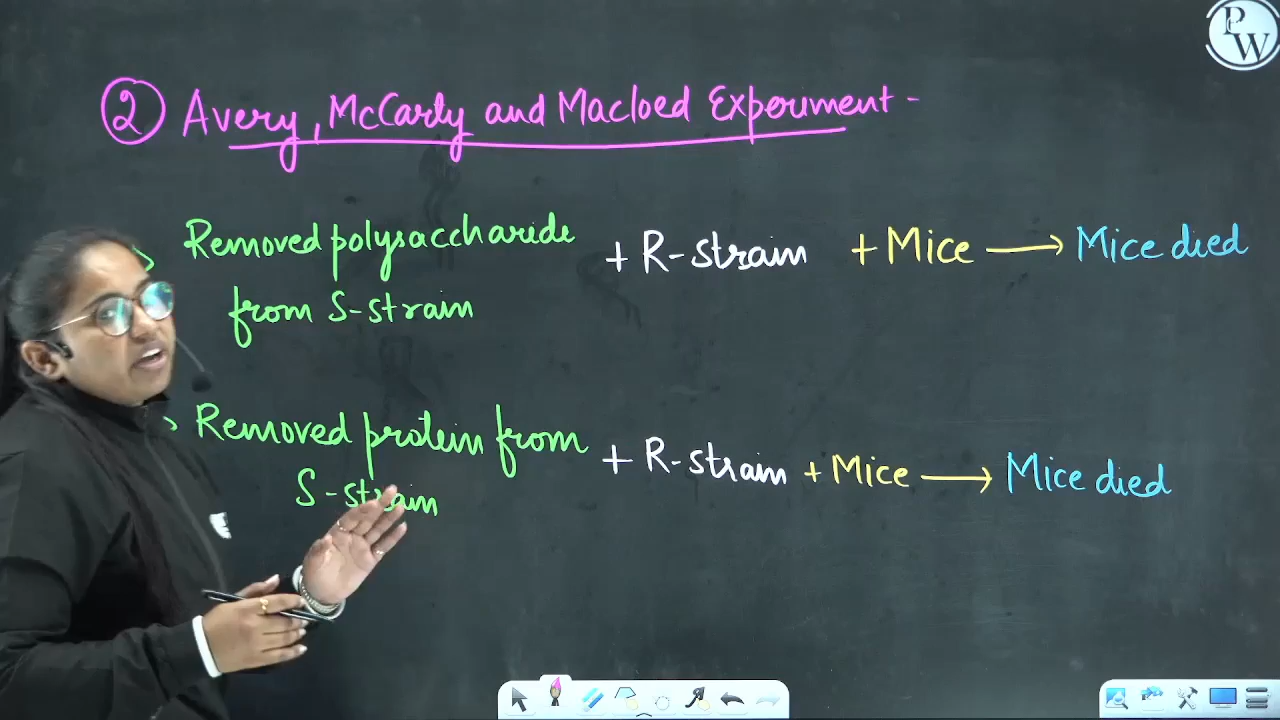 PW
② Avery, McCarty and Macloed Experiment -
Removed polysaccharide + R-strain + Mice ⟶ Mice died
from S-strain
Removed protein from + R-strain + Mice ⟶ Mice died
S-strain